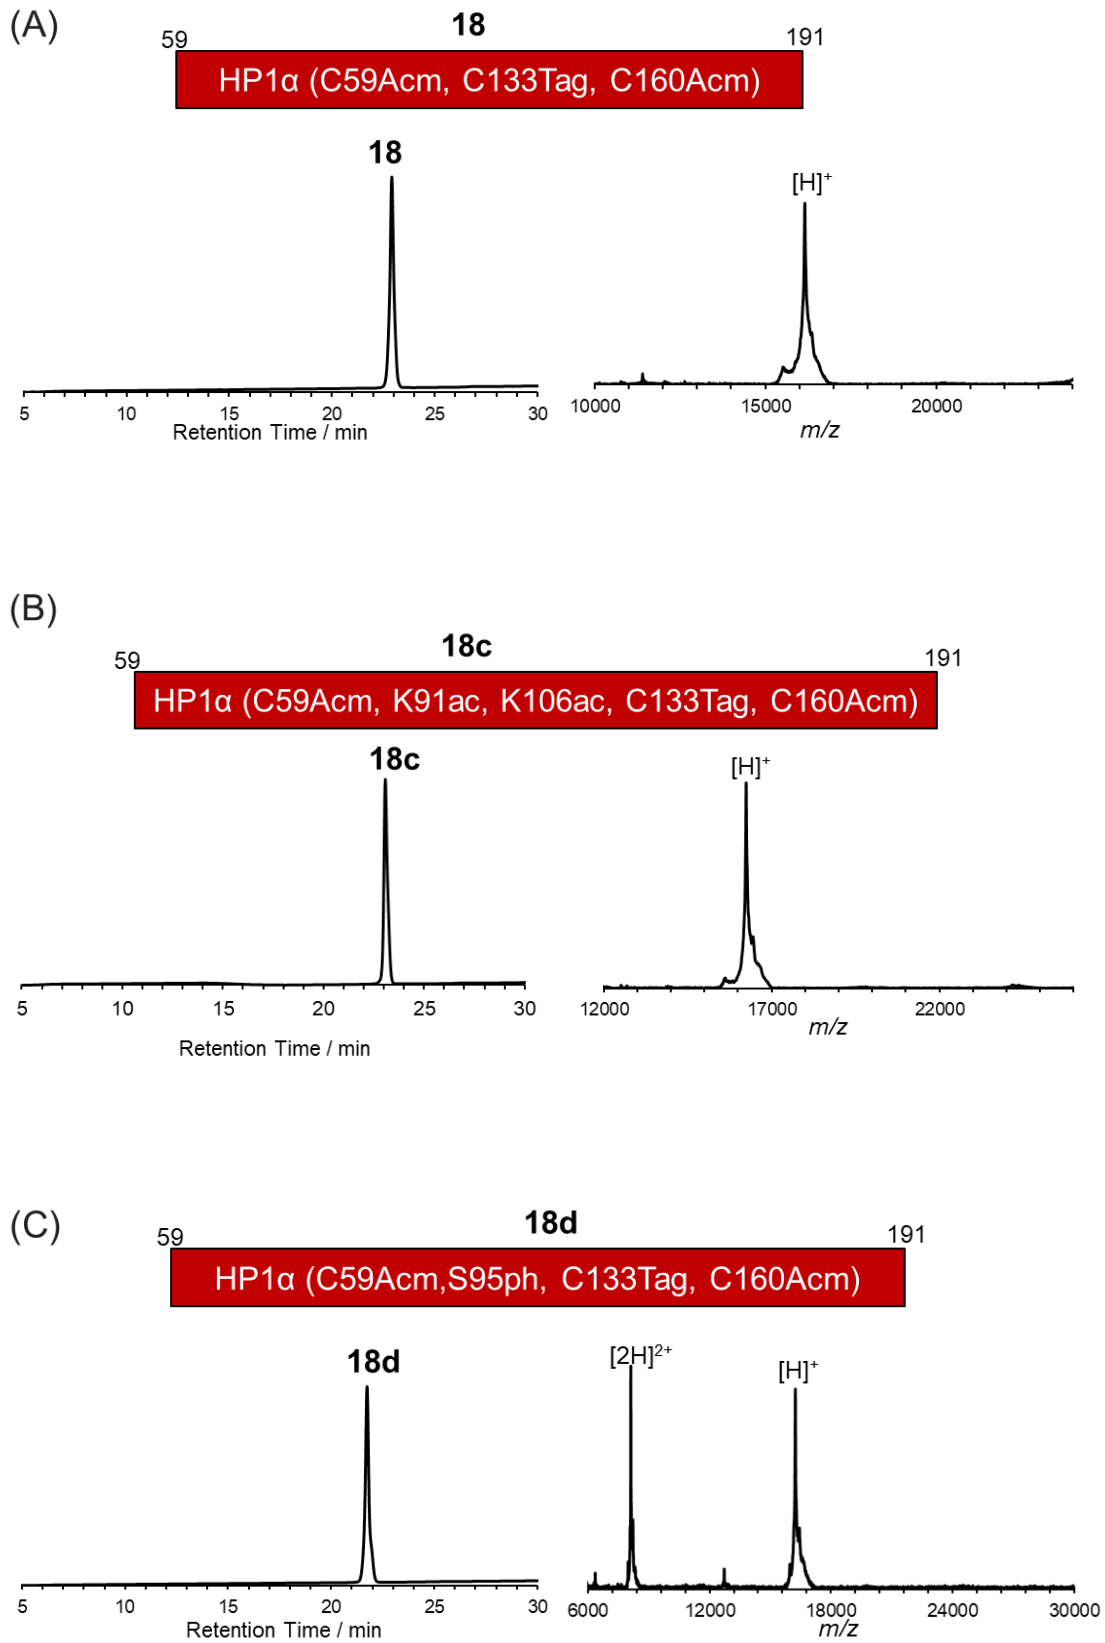 (A)
18
59
191
HP1α (C59Acm, C133Tag, C160Acm)
18
[H]⁺
5 10 15 20 25 30
Retention Time / min
10000 15000 20000
m/z
(B)
18c
59
191
HP1α (C59Acm, K91ac, K106ac, C133Tag, C160Acm)
18c
[H]⁺
5 10 15 20 25 30
Retention Time / min
12000 17000 22000
m/z
(C)
18d
59
191
HP1α (C59Acm,S95ph, C133Tag, C160Acm)
18d
[2H]²⁺
[H]⁺
5 10 15 20 25 30
Retention Time / min
6000 12000 18000 24000 30000
m/z